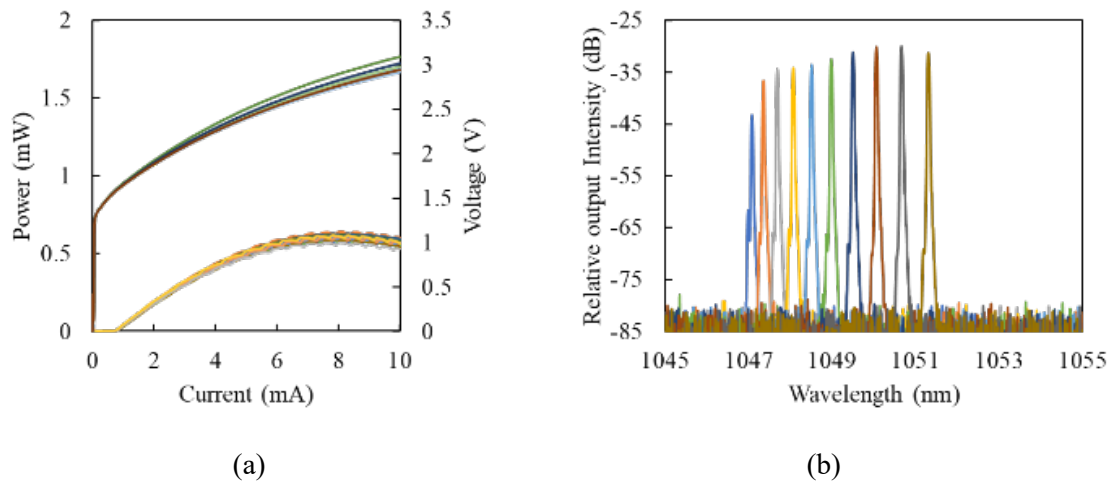 2
1.5
1
0.5
0
Power (mW)
3.5
3
2.5
2
1.5
1
0.5
0
Voltage (V)
0 2 4 6 8 10
Current (mA)
(a)
-25
-35
-45
-55
-65
-75
-85
Relative output Intensity (dB)
1045 1047 1049 1051 1053 1055
Wavelength (nm)
(b)